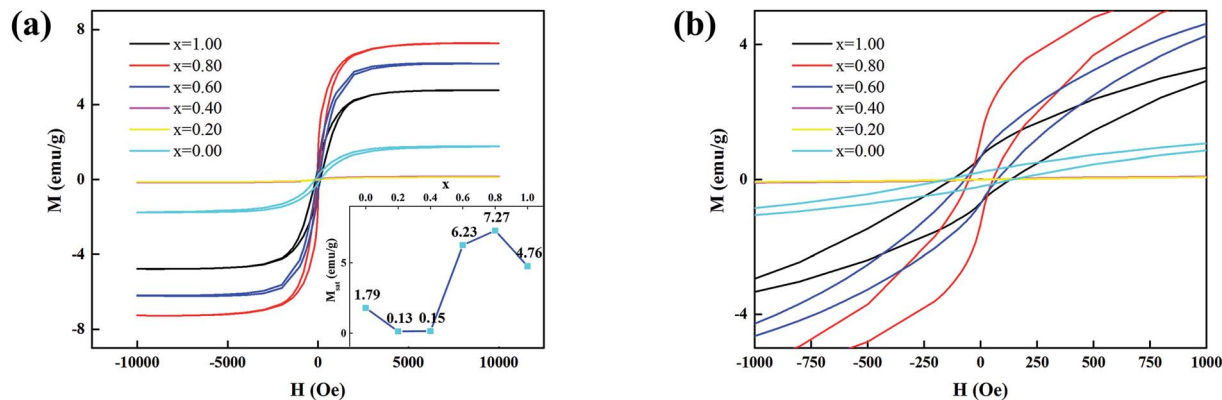 (a)
8
4
0
-4
-8
M (emu/g)
x=1.00
x=0.80
x=0.60
x=0.40
x=0.20
x=0.00
-10000 -5000 0 5000 10000
H (Oe)
x
0.0 0.2 0.4 0.6 0.8 1.0
5
0
M_sat (emu/g)
1.79
0.13
0.15
6.23
7.27
4.76
(b)
4
0
-4
M (emu/g)
x=1.00
x=0.80
x=0.60
x=0.40
x=0.20
x=0.00
-1000 -750 -500 -250 0 250 500 750 1000
H (Oe)